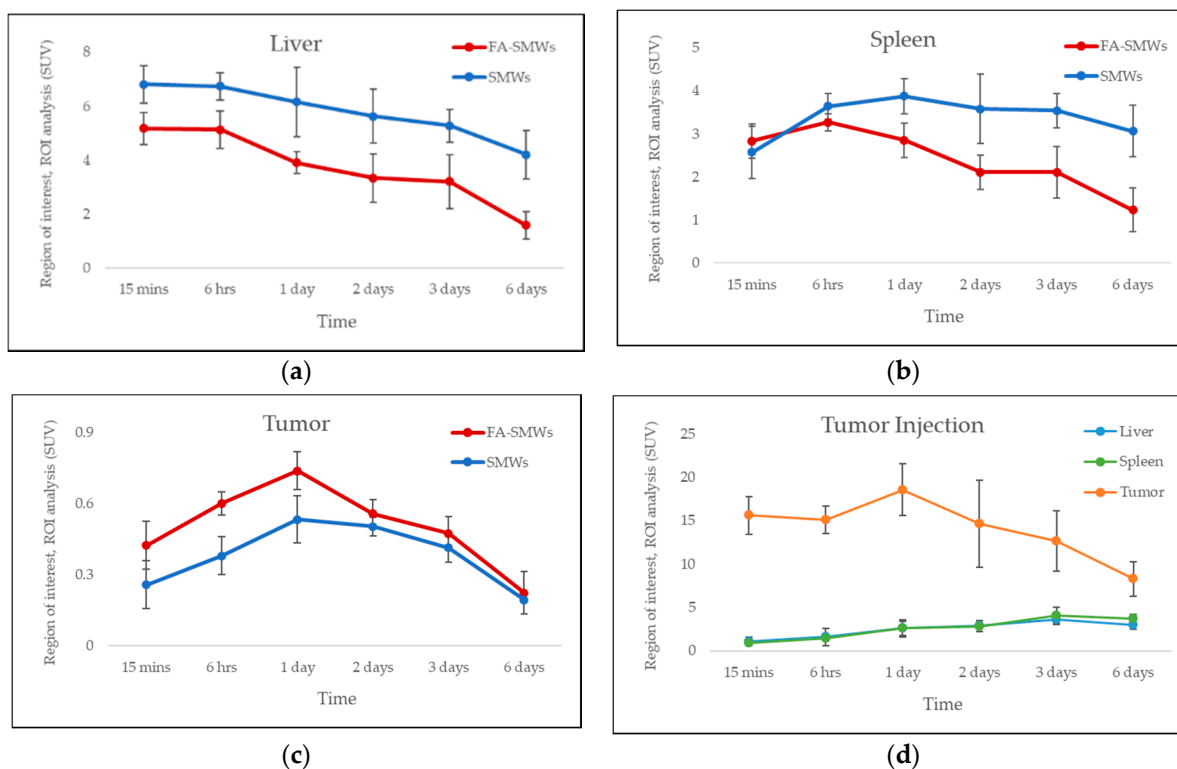 Liver
FA-SMWs
SMWs
Region of interest, ROI analysis (SUV)
8
6
4
2
0
15 mins 6 hrs 1 day 2 days 3 days 6 days
Time
(a)
Spleen
FA-SMWs
SMWs
Region of interest, ROI analysis (SUV)
5
4
3
2
1
0
15 mins 6 hrs 1 day 2 days 3 days 6 days
Time
(b)
Tumor
FA-SMWs
SMWs
Region of interest, ROI analysis (SUV)
0.9
0.6
0.3
0
15 mins 6 hrs 1 day 2 days 3 days 6 days
Time
(c)
Tumor Injection
Liver
Spleen
Tumor
Region of interest, ROI analysis (SUV)
25
20
15
10
5
0
15 mins 6 hrs 1 day 2 days 3 days 6 days
Time
(d)